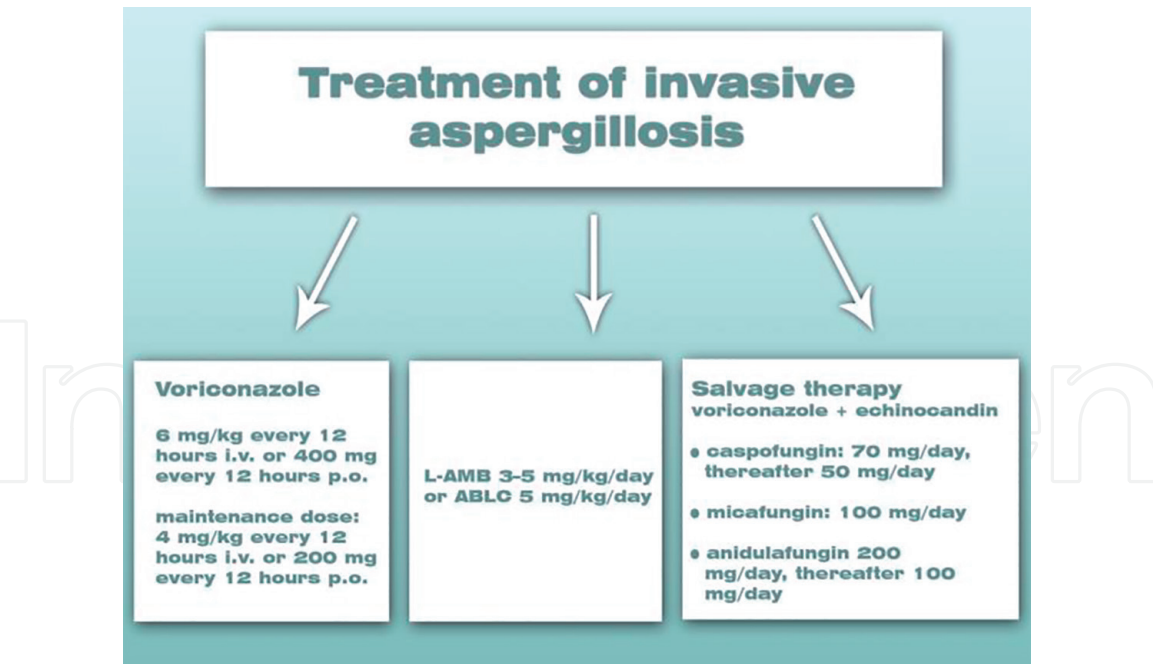 Treatment of invasive
aspergillosis
Voriconazole
6 mg/kg every 12
hours i.v. or 400 mg
every 12 hours p.o.
maintenance dose:
4 mg/kg every 12
hours i.v. or 200 mg
every 12 hours p.o.
L-AMB 3-5 mg/kg/day
or ABLC 5 mg/kg/day
Salvage therapy
voriconazole + echinocandin
• caspofungin: 70 mg/day,
thereafter 50 mg/day
• micafungin: 100 mg/day
• anidulafungin 200
mg/day, thereafter 100
mg/day